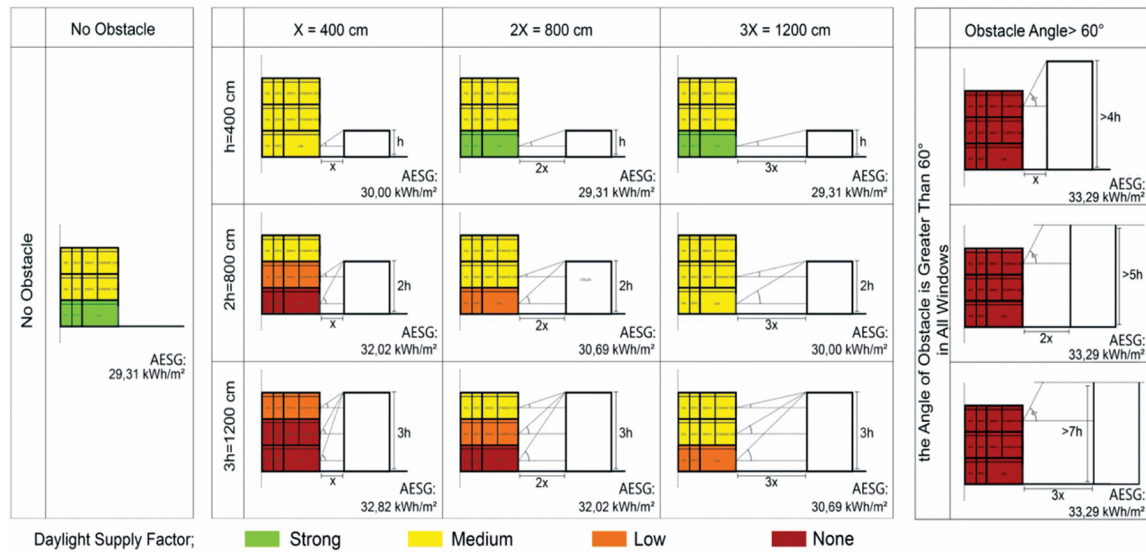 No Obstacle
X = 400 cm
2X = 800 cm
3X = 1200 cm
Obstacle Angle> 60°
No Obstacle
AESG:
29,31 kWh/m²
h=400 cm
h
x
AESG:
30,00 kWh/m²
h
2x
AESG:
29,31 kWh/m²
h
3x
AESG:
29,31 kWh/m²
2h=800 cm
2h
x
AESG:
32,02 kWh/m²
2h
2x
AESG:
30,69 kWh/m²
2h
3x
AESG:
30,00 kWh/m²
3h=1200 cm
3h
x
AESG:
32,82 kWh/m²
3h
2x
AESG:
32,02 kWh/m²
3h
3x
AESG:
30,69 kWh/m²
the Angle of Obstacle is Greater Than 60°
in All Windows
>4h
x
AESG:
33,29 kWh/m²
>5h
2x
AESG:
33,29 kWh/m²
>7h
3x
AESG:
33,29 kWh/m²
Daylight Supply Factor;
Strong
Medium
Low
None